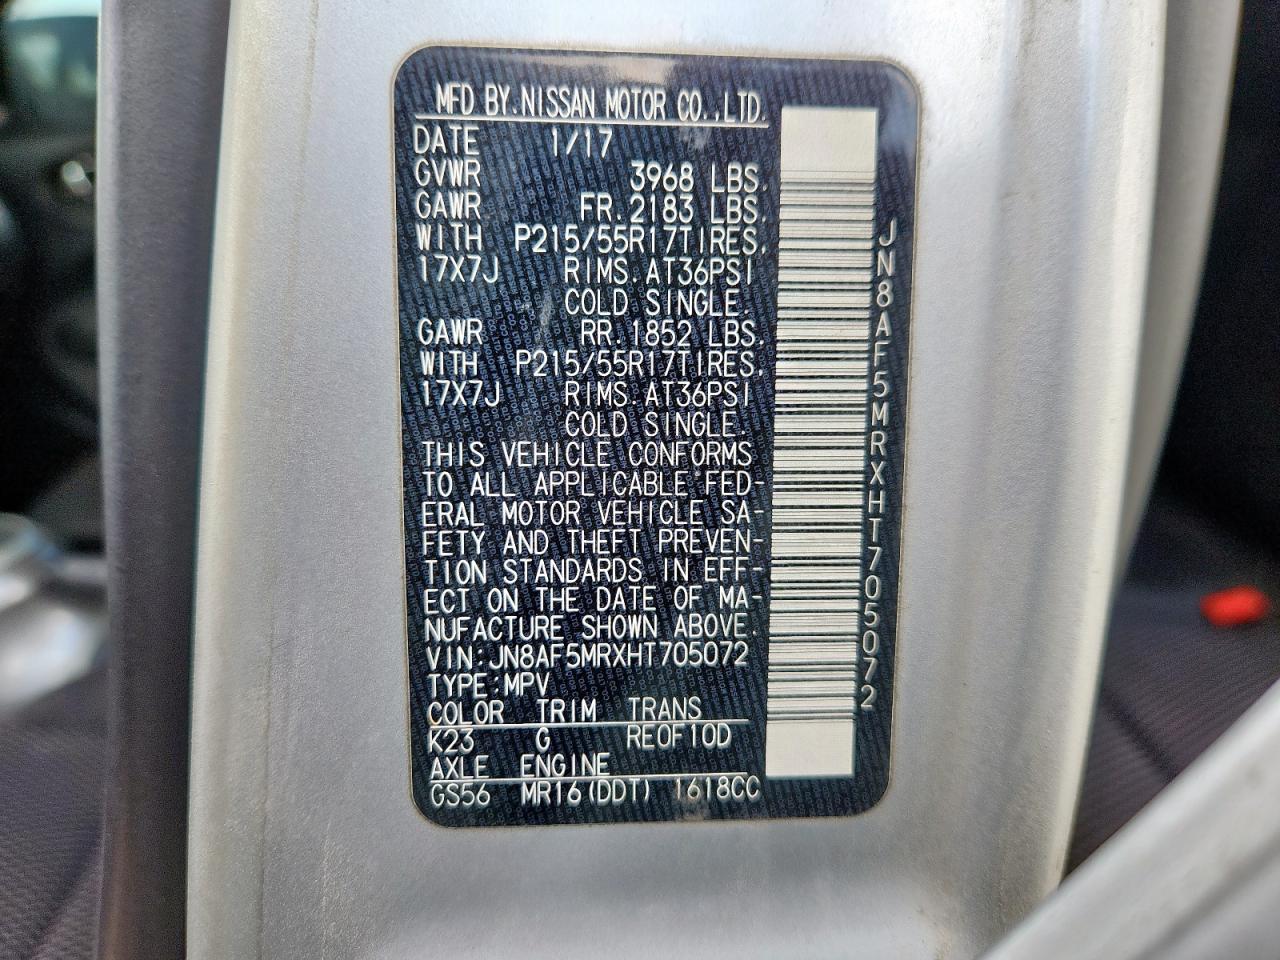 MFD BY.NISSAN MOTOR CO.,LTD.
DATE 1/17
GVWR 3968 LBS.
GAWR FR.2183 LBS.
WITH P215/55R17TIRES.
17X7J RIMS.AT36PSI
COLD SINGLE.
GAWR RR.1852 LBS.
WITH P215/55R17TIRES.
17X7J RIMS.AT36PSI
COLD SINGLE.
THIS VEHICLE CONFORMS
TO ALL APPLICABLE FED-
ERAL MOTOR VEHICLE SA-
FETY AND THEFT PREVEN-
TION STANDARDS IN EFF-
ECT ON THE DATE OF MA-
NUFACTURE SHOWN ABOVE.
VIN:JN8AF5MRXHT705072
TYPE:MPV
COLOR TRIM TRANS
K23 G RE0F10D
AXLE ENGINE
GS56 MR16(DDT) 1618CC
JN8AF5MRXHT705072